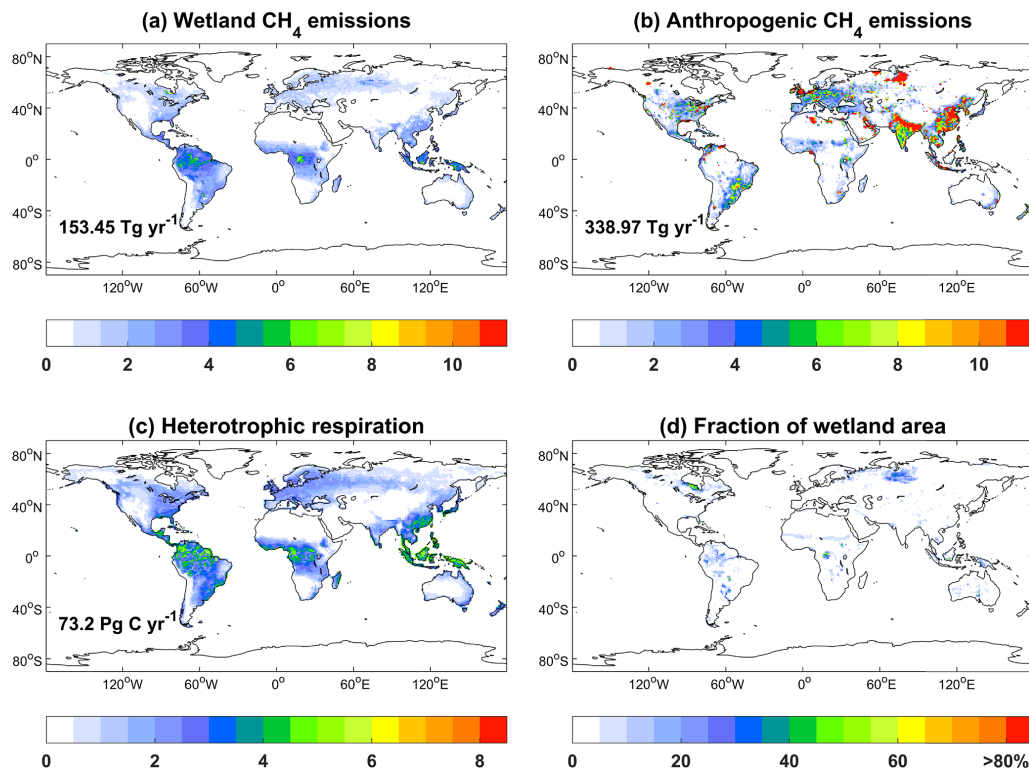 (a) Wetland CH₄ emissions
(b) Anthropogenic CH₄ emissions
80°N
40°N
0°
40°S
80°S
153.45 Tg yr⁻¹
120°W 60°W 0° 60°E 120°E
0 2 4 6 8 10
80°N
40°N
0°
40°S
80°S
338.97 Tg yr⁻¹
120°W 60°W 0° 60°E 120°E
0 2 4 6 8 10
(c) Heterotrophic respiration
(d) Fraction of wetland area
80°N
40°N
0°
40°S
80°S
73.2 Pg C yr⁻¹
120°W 60°W 0° 60°E 120°E
0 2 4 6 8
80°N
40°N
0°
40°S
80°S
120°W 60°W 0° 60°E 120°E
0 20 40 60 >80%